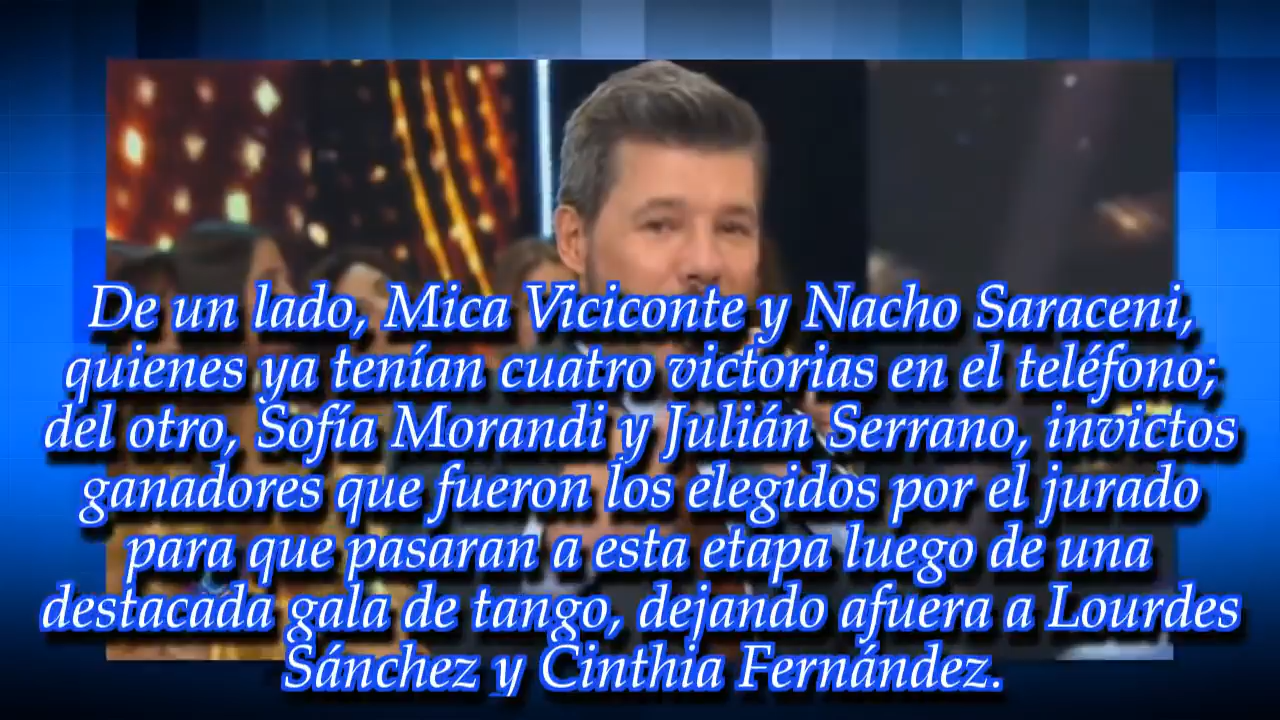 De un lado, Mica Viciconte y Nacho Saraceni,
quienes ya tenían cuatro victorias en el teléfono;
del otro, Sofía Morandi y Julián Serrano, invictos
ganadores que fueron los elegidos por el jurado
para que pasaran a esta etapa luego de una
destacada gala de tango, dejando afuera a Lourdes
Sánchez y Cinthia Fernández.